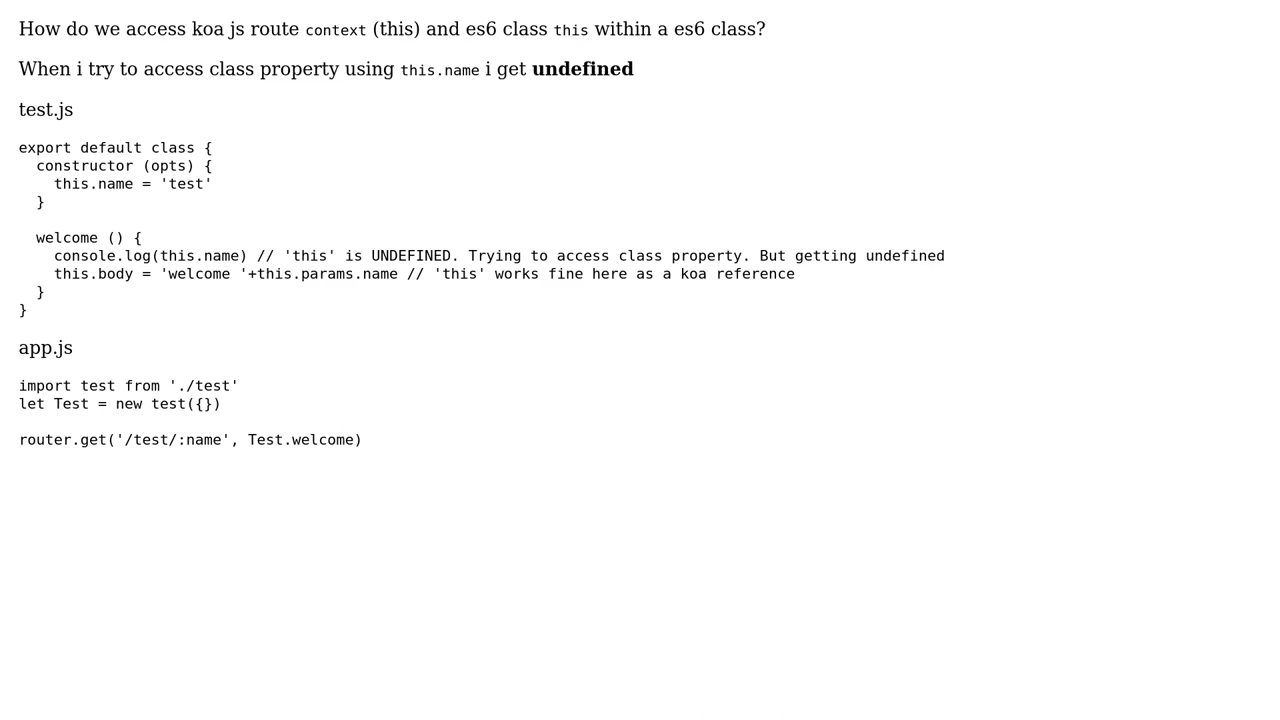 How do we access koa js route context (this) and es6 class this within a es6 class?
When i try to access class property using this.name i get undefined
test.js
export default class {
  constructor (opts) {
    this.name = 'test'
  }

  welcome () {
    console.log(this.name) // 'this' is UNDEFINED. Trying to access class property. But getting undefined
    this.body = 'welcome '+this.params.name // 'this' works fine here as a koa reference
  }
}
app.js
import test from './test'
let Test = new test({})

router.get('/test/:name', Test.welcome)